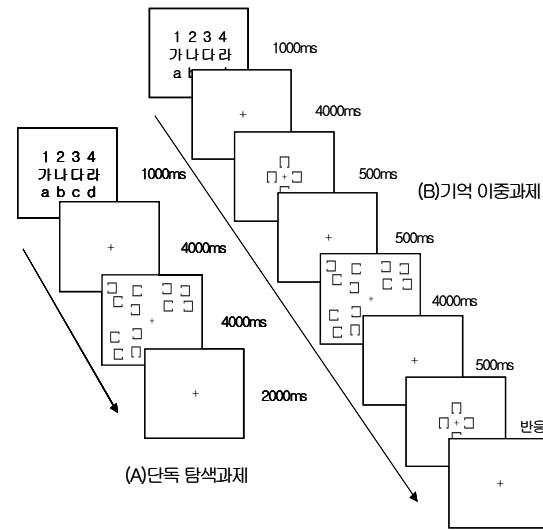 1 2 3 4
가 나 다 라
1000ms
4000ms
500ms
(B)기억 이중과제
500ms
4000ms
500ms
반응
1 2 3 4
가 나 다 라
a b c d
1000ms
4000ms
4000ms
2000ms
(A)단독 탐색과제